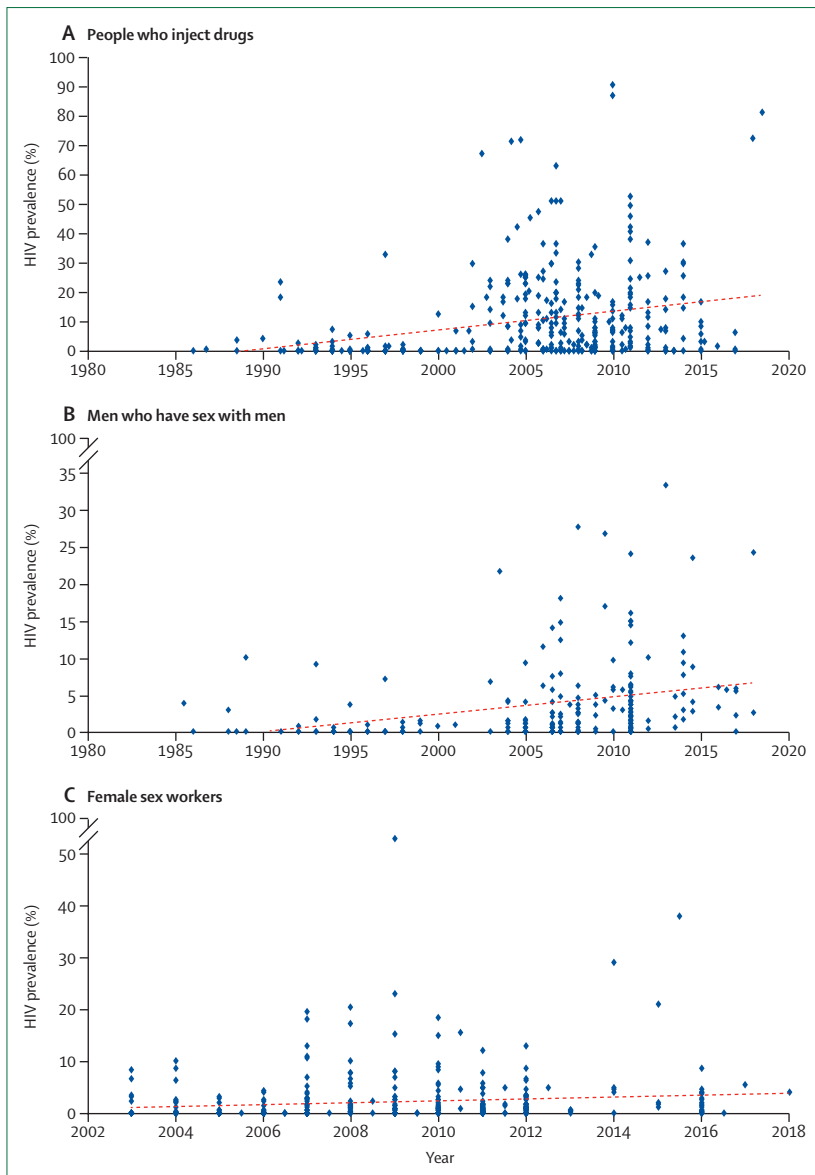 A People who inject drugs
HIV prevalence (%)
100
90
80
70
60
50
40
30
20
10
0
1980 1985 1990 1995 2000 2005 2010 2015 2020
B Men who have sex with men
HIV prevalence (%)
100
35
30
25
20
15
10
5
0
1980 1985 1990 1995 2000 2005 2010 2015 2020
C Female sex workers
HIV prevalence (%)
100
50
40
30
20
10
0
2002 2004 2006 2008 2010 2012 2014 2016 2018
Year